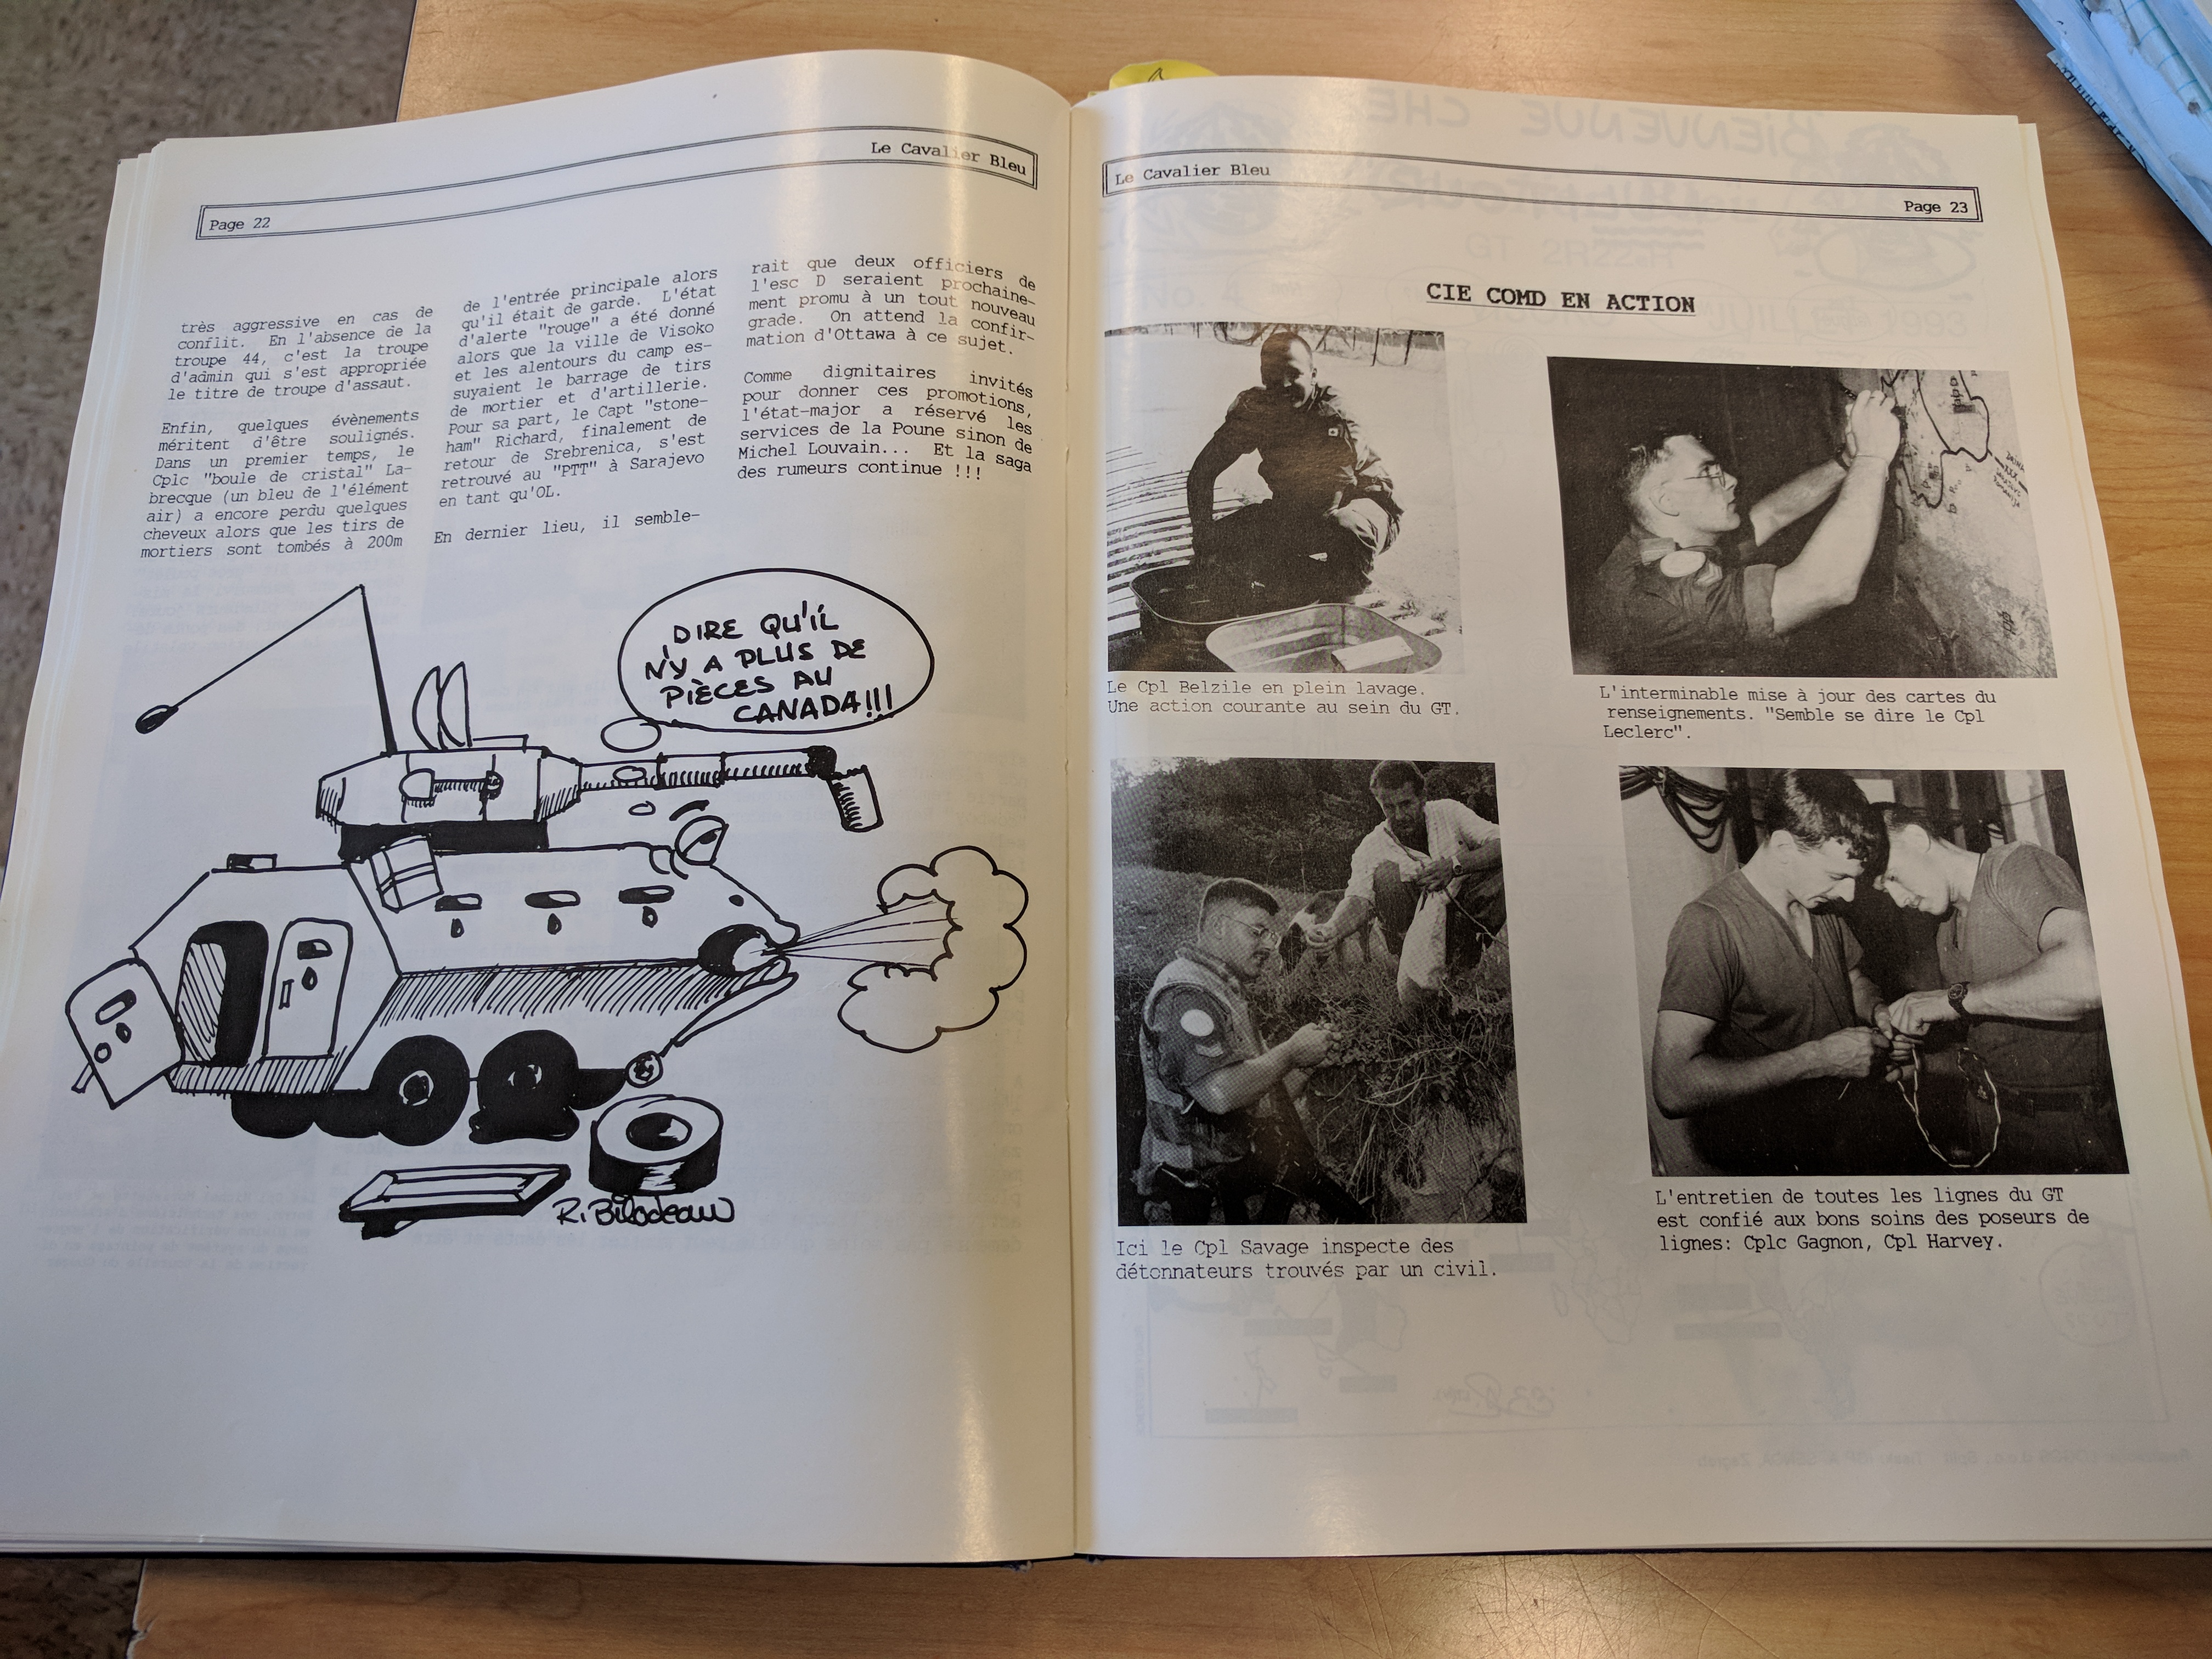 Le Cavalier Bleu
Page 22
très aggressive en cas de
conflit. En l'absence de la
troupe 44, c'est la troupe
d'admin qui s'est appropriée
le titre de troupe d'assaut.
Enfin, quelques évènements
méritent d'être soulignés.
Dans un premier temps, le
Cplc "boule de cristal" La-
brecque (un bleu de l'élément
air) a encore perdu quelques
cheveux alors que les tirs de
mortiers sont tombés à 200m
de l'entrée principale alors
qu'il était de garde. L'état
d'alerte "rouge" a été donné
alors que la ville de Visoko
et les alentours du camp es-
suyaient le barrage de tirs
de mortier et d'artillerie.
Pour sa part, le Capt "stone-
ham" Richard, finalement de
retour de Srebrenica, s'est
retrouvé au "PTT" à Sarajevo
en tant qu'OL.
En dernier lieu, il semble-
rait que deux officiers de
l'esc D seraient prochaine-
ment promu à un tout nouveau
grade. On attend la confir-
mation d'Ottawa à ce sujet.
Comme dignitaires invités
pour donner ces promotions,
l'état-major a réservé les
services de la Poune sinon de
Michel Louvain... Et la saga
des rumeurs continue !!!
DIRE QU'IL
N'Y A PLUS DE
PIÈCES AU
CANADA!!!
R. Bilodeau
Le Cavalier Bleu
Page 23
CIE COMD EN ACTION
Le Cpl Belzile en plein lavage.
Une action courante au sein du GT.
L'interminable mise à jour des cartes du
renseignements. "Semble se dire le Cpl
Leclerc".
Ici le Cpl Savage inspecte des
détonnateurs trouvés par un civil.
L'entretien de toutes les lignes du GT
est confié aux bons soins des poseurs de
lignes: Cplc Gagnon, Cpl Harvey.